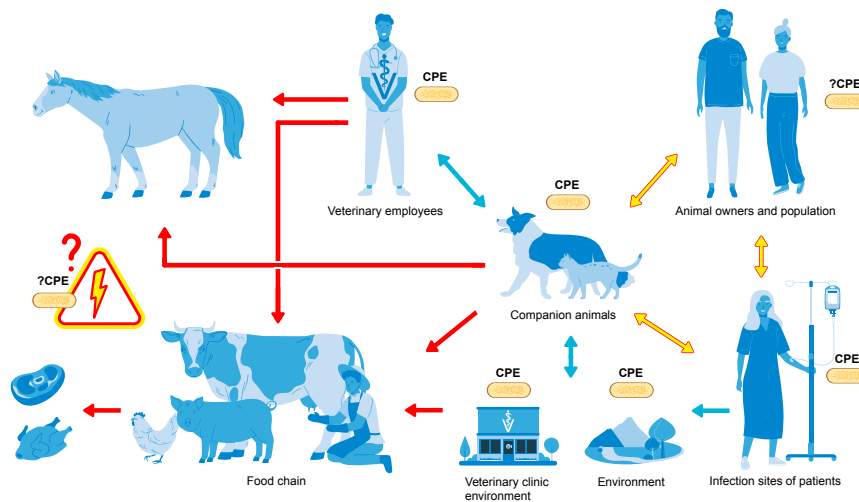 CPE
?CPE
Veterinary employees
Animal owners and population
CPE
?
?CPE
Companion animals
CPE
CPE
CPE
Food chain
Veterinary clinic
environment
Environment
Infection sites of patients